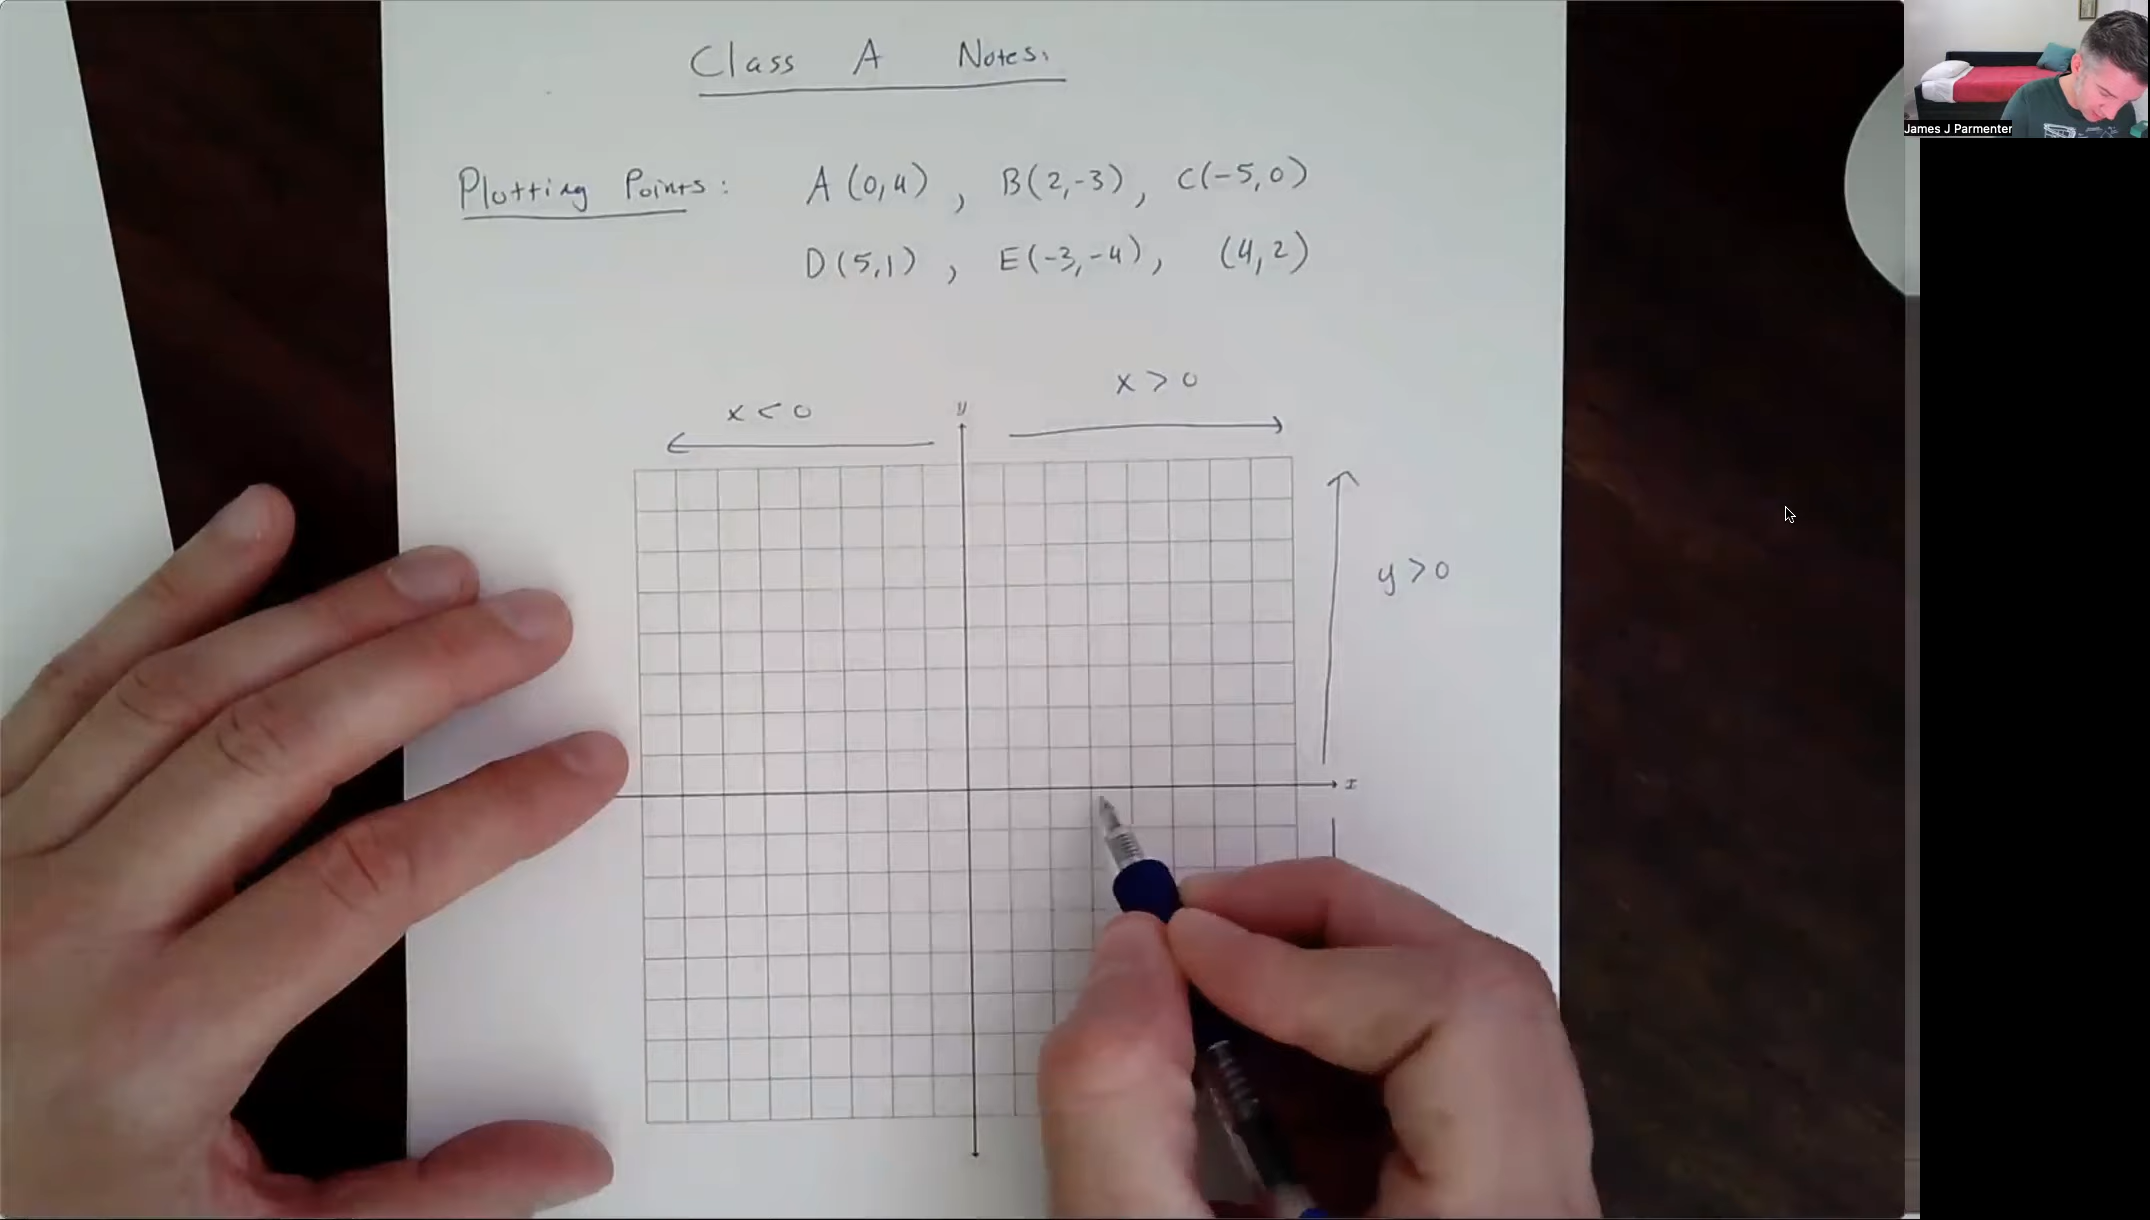 Class A Notes:
Plotting Points: A(0,4), B(2,-3), C(-5,0)
D(5,1), E(-3,-4), (4,2)
x < 0
x > 0
y
y > 0
x
James J Parmenter